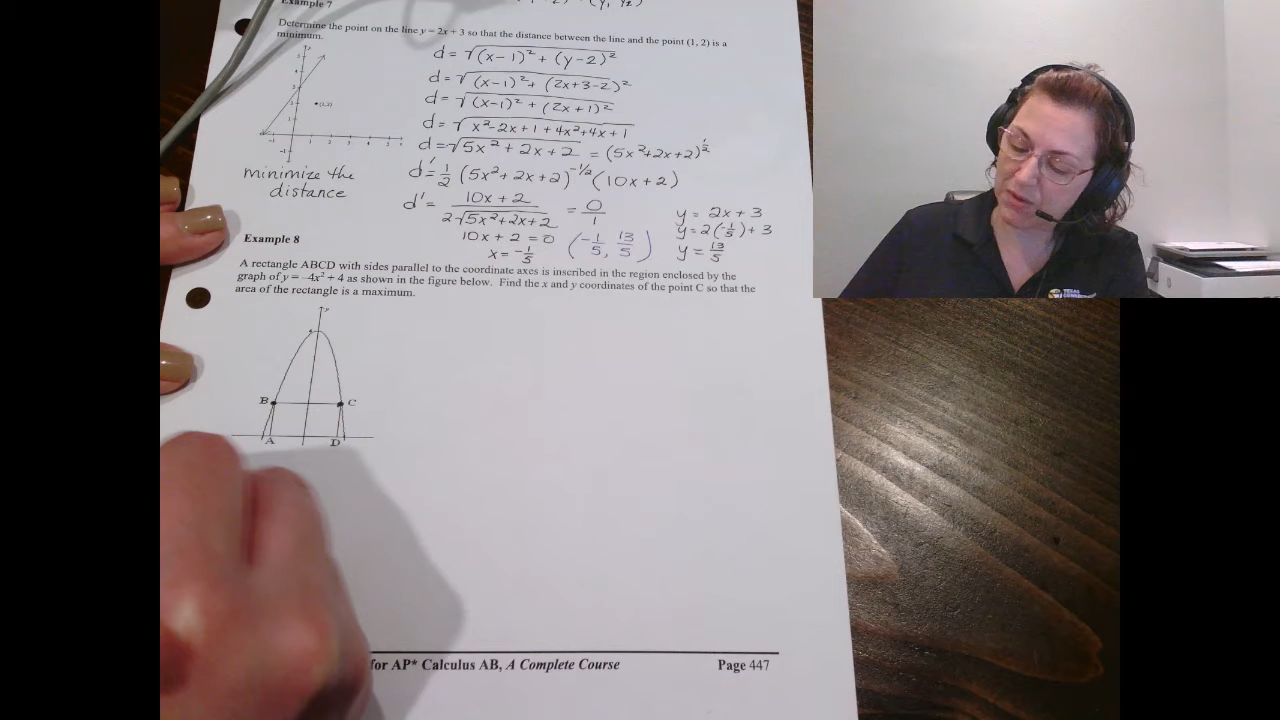 Example 7
Determine the point on the line y = 2x + 3 so that the distance between the line and the point (1, 2) is a
minimum.
d = √(x-1)² + (y-2)²
d = √(x-1)² + (2x+3-2)²
d = √(x-1)² + (2x+1)²
d = √x²-2x+1+4x²+4x+1
d = √5x²+2x+2 = (5x²+2x+2)^1/2
minimize the
distance
d' = 1/2 (5x²+2x+2)^-1/2 (10x+2)
d' = 10x+2 / 2√5x²+2x+2 = 0/1
10x + 2 = 0
x = -1/5
(-1/5, 13/5)
y = 2x + 3
y = 2(-1/5) + 3
y = 13/5
Example 8
A rectangle ABCD with sides parallel to the coordinate axes is inscribed in the region enclosed by the
graph of y = -4x² + 4 as shown in the figure below. Find the x and y coordinates of the point C so that the
area of the rectangle is a maximum.
y
4
B C
A D
for AP* Calculus AB, A Complete Course Page 447
TEXAS